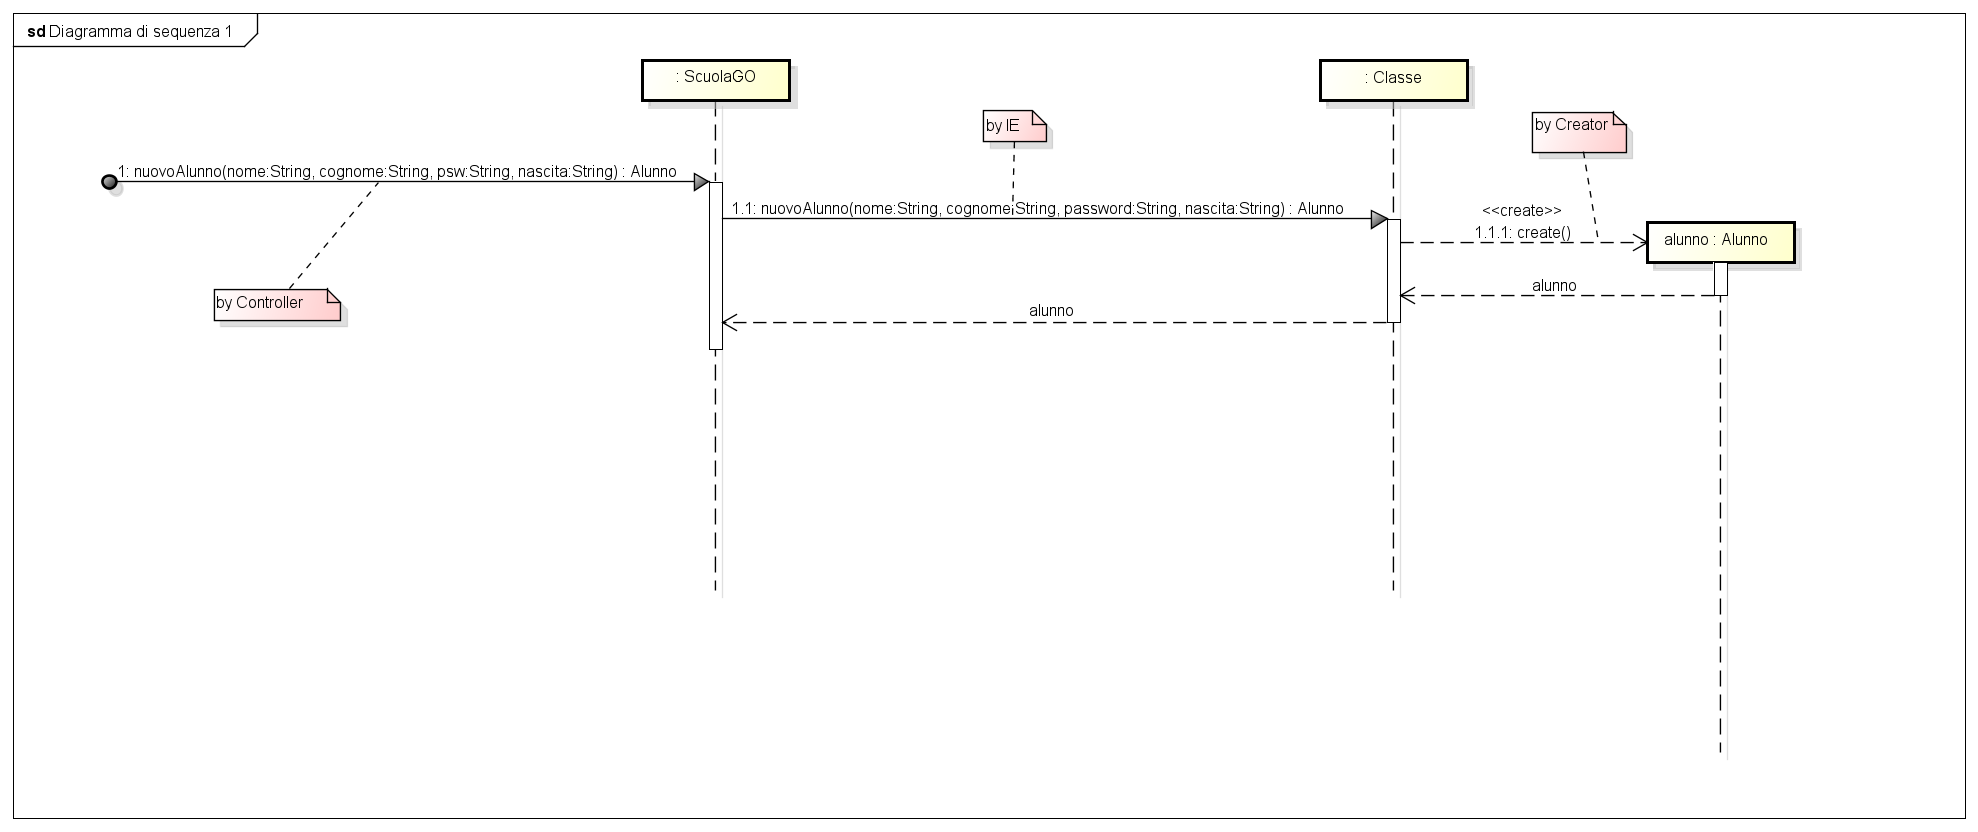 sd Diagramma di sequenza 1
: ScuolaGO
: Classe
by IE
by Creator
1: nuovoAlunno(nome:String, cognome:String, psw:String, nascita:String) : Alunno
1.1: nuovoAlunno(nome:String, cognome:String, password:String, nascita:String) : Alunno
<<create>>
1.1.1: create()
alunno : Alunno
alunno
by Controller
alunno